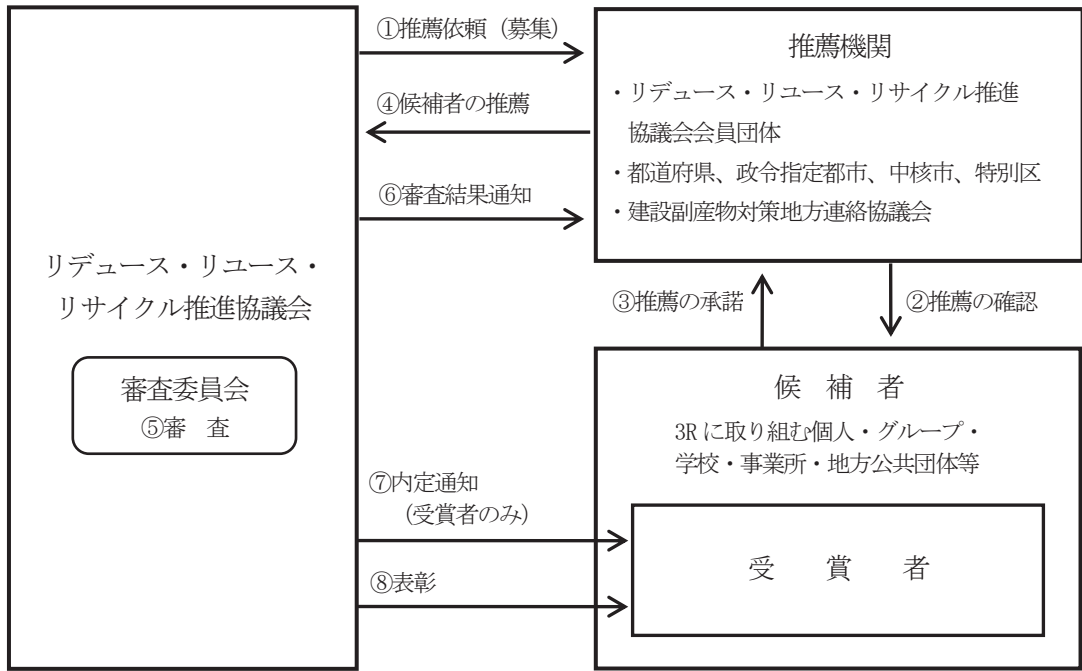 ①推薦依頼（募集）
④候補者の推薦
⑥審査結果通知
推薦機関
・リデュース・リユース・リサイクル推進
協議会会員団体
・都道府県、政令指定都市、中核市、特別区
・建設副産物対策地方連絡協議会
リデュース・リユース・
リサイクル推進協議会
審査委員会
⑤審　査
③推薦の承諾
②推薦の確認
候　補　者
3Rに取り組む個人・グループ・
学校・事業所・地方公共団体等
⑦内定通知
（受賞者のみ）
⑧表彰
受　賞　者